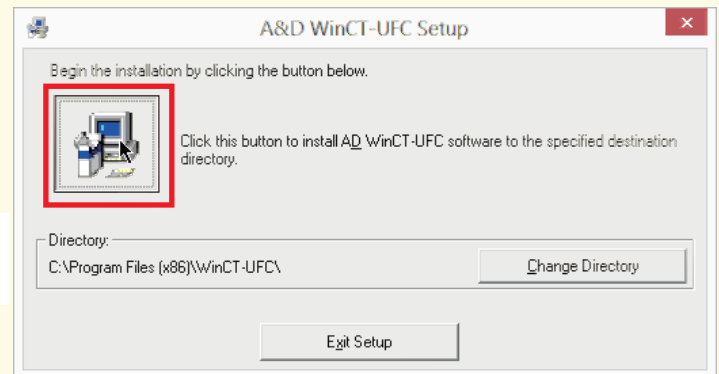 A&D WinCT-UFC Setup
Begin the installation by clicking the button below.
Click this button to install AD WinCT-UFC software to the specified destination
directory.
Directory:
C:\Program Files (x86)\WinCT-UFC\
Change Directory
Exit Setup